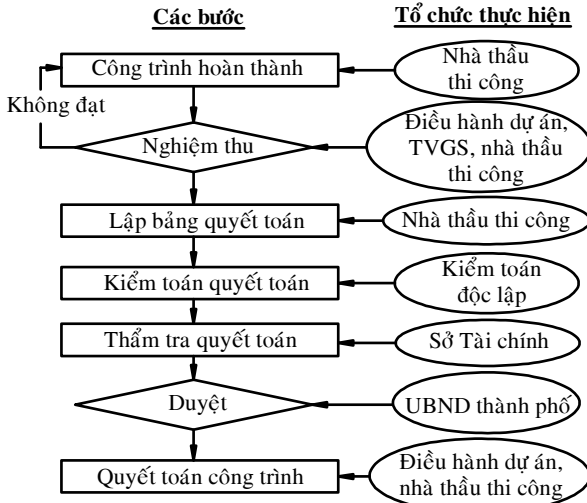 Các bước
Tổ chức thực hiện
Công trình hoàn thành
Nhà thầu
thi công
Không đạt
Nghiệm thu
Điều hành dự án,
TVGS, nhà thầu
thi công
Lập bảng quyết toán
Nhà thầu thi công
Kiểm toán quyết toán
Kiểm toán
độc lập
Thẩm tra quyết toán
Sở Tài chính
Duyệt
UBND thành phố
Quyết toán công trình
Điều hành dự án,
nhà thầu thi công